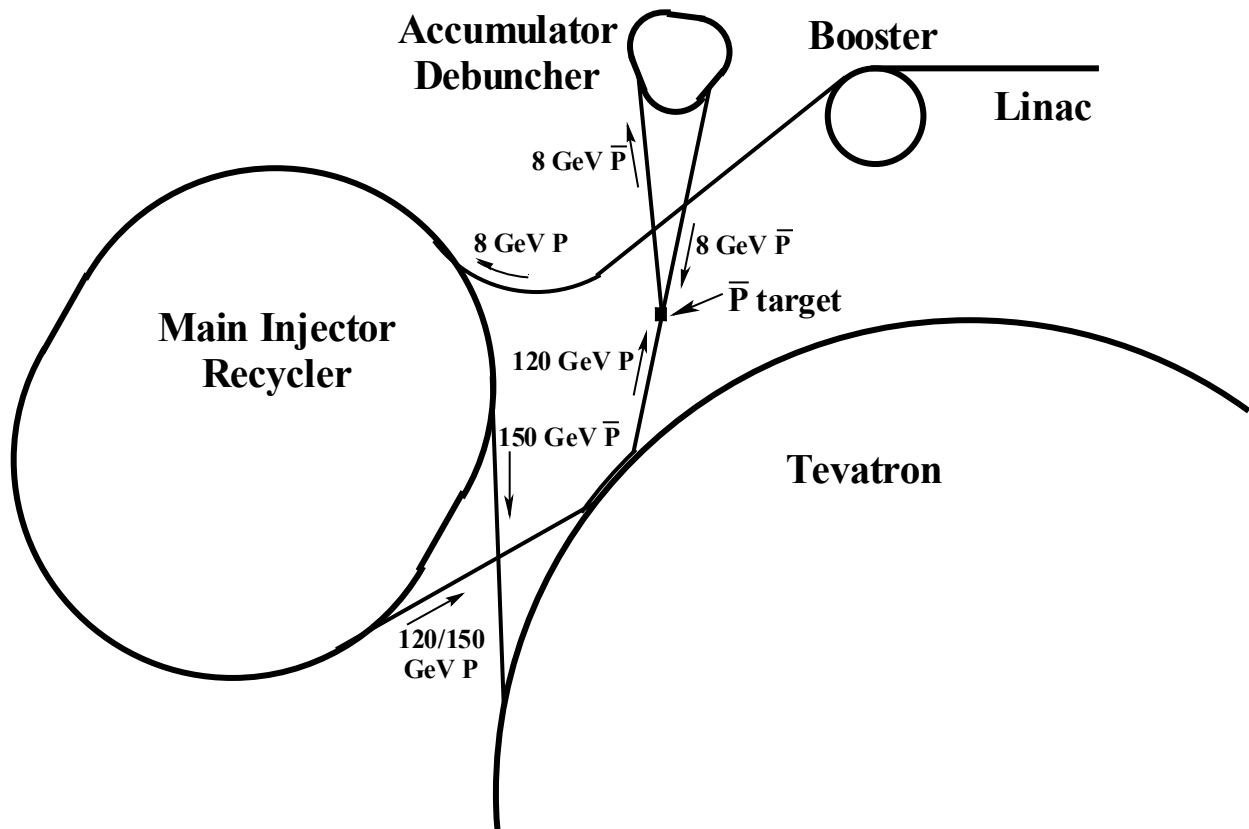 Accumulator
Debuncher
Booster
Linac
8 GeV P̅
8 GeV P
8 GeV P̅
P̅ target
Main Injector
Recycler
120 GeV P
150 GeV P̅
Tevatron
120/150
GeV P